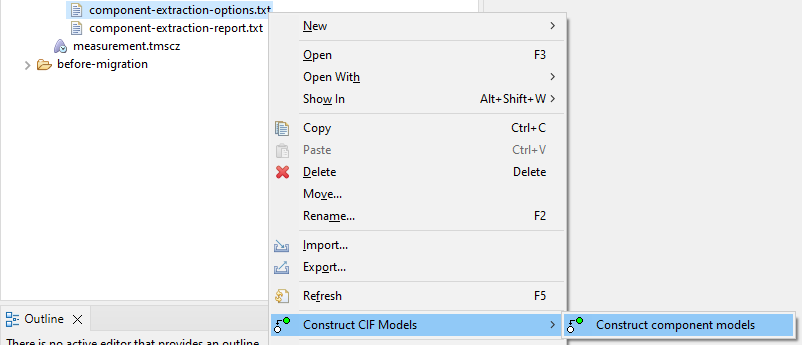 component-extraction-options.txt
component-extraction-report.txt
measurement.tmscz
before-migration
New
Open F3
Open With
Show In Alt+Shift+W
Copy Ctrl+C
Paste Ctrl+V
Delete Delete
Move...
Rename... F2
Import...
Export...
Refresh F5
Construct CIF Models
Construct component models
Outline
There is no active editor that provides an outline.